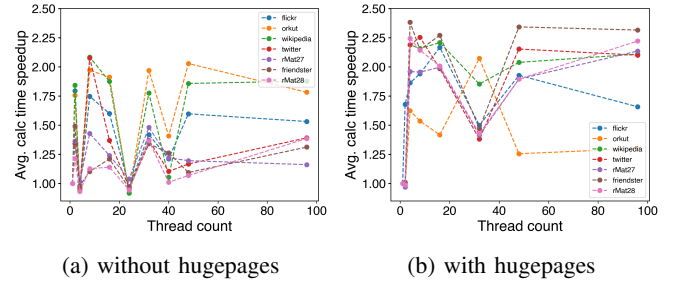 2.50
2.25
2.00
1.75
1.50
1.25
1.00
Avg. calc time speedup
0 20 40 60 80 100
Thread count
flickr
orkut
wikipedia
twitter
rMat27
friendster
rMat28
(a) without hugepages
2.50
2.25
2.00
1.75
1.50
1.25
1.00
Avg. calc time speedup
0 20 40 60 80 100
Thread count
flickr
orkut
wikipedia
twitter
rMat27
friendster
rMat28
(b) with hugepages